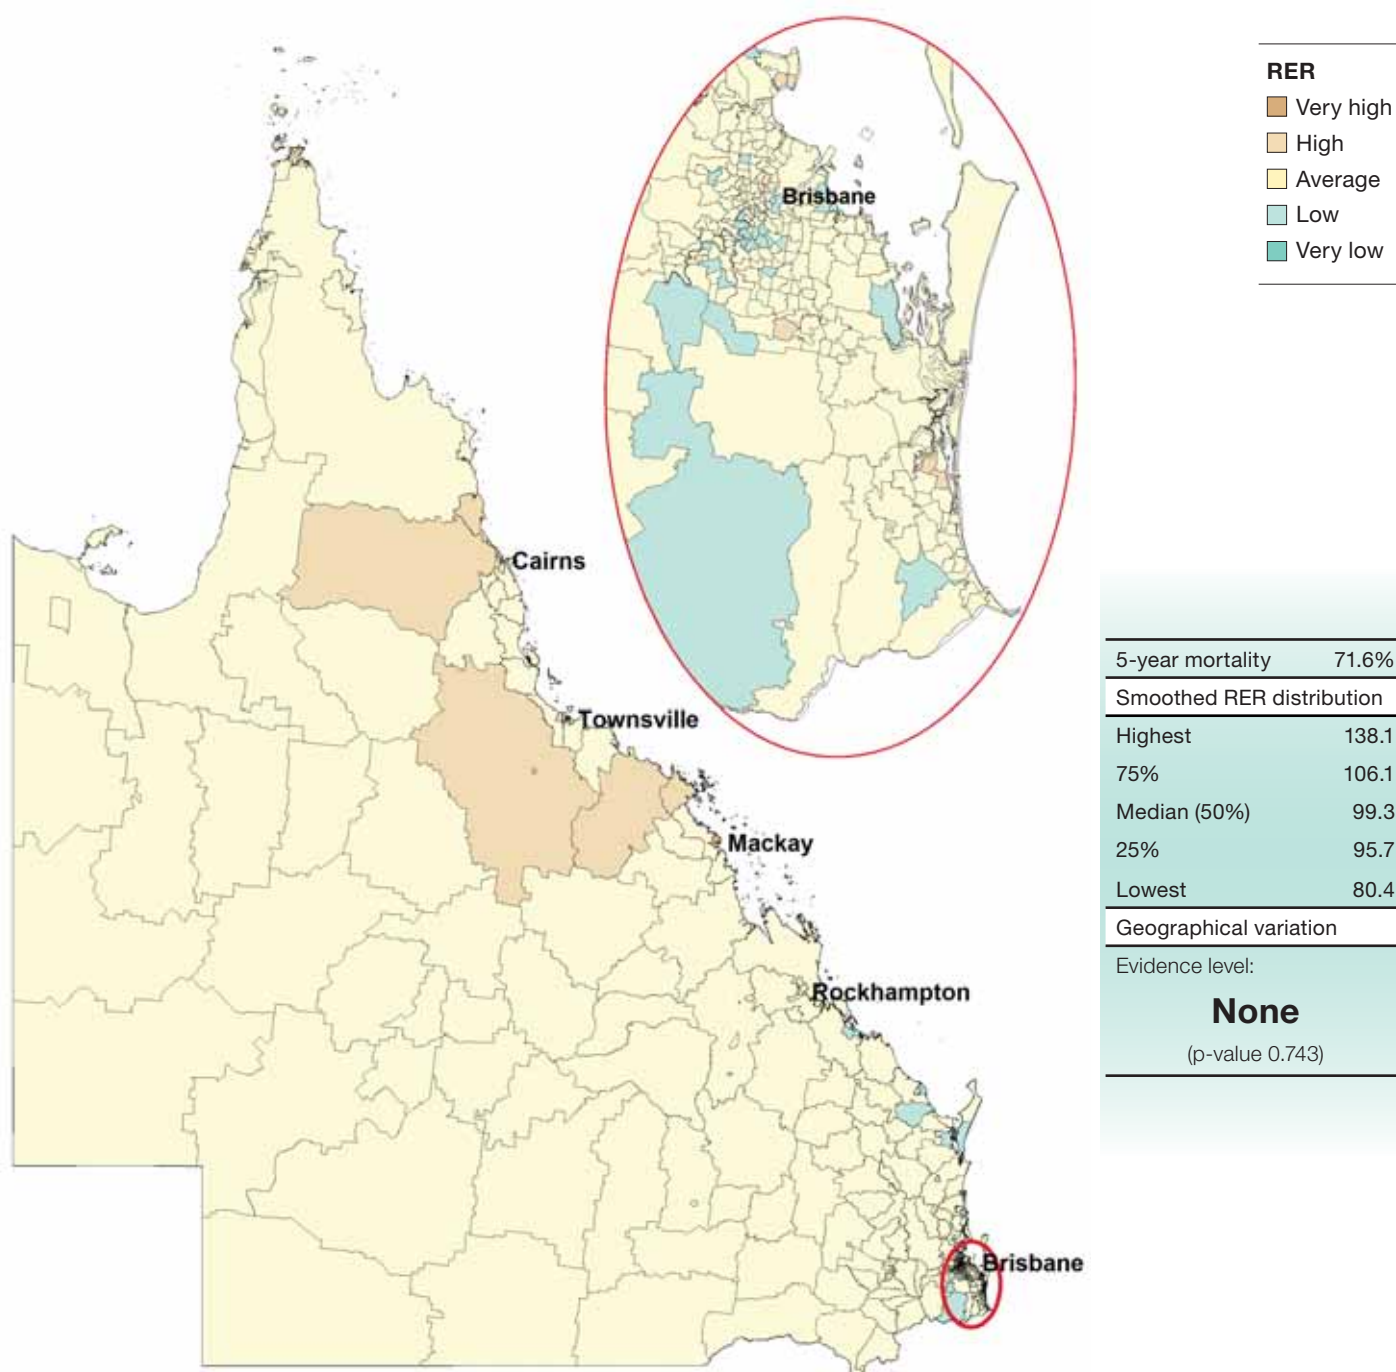 RER
Very high
High
Average
Low
Very low
Brisbane
Cairns
Townsville
Mackay
Rockhampton
Brisbane
5-year mortality 71.6%
Smoothed RER distribution
Highest 138.1
75% 106.1
Median (50%) 99.3
25% 95.7
Lowest 80.4
Geographical variation
Evidence level:
None
(p-value 0.743)